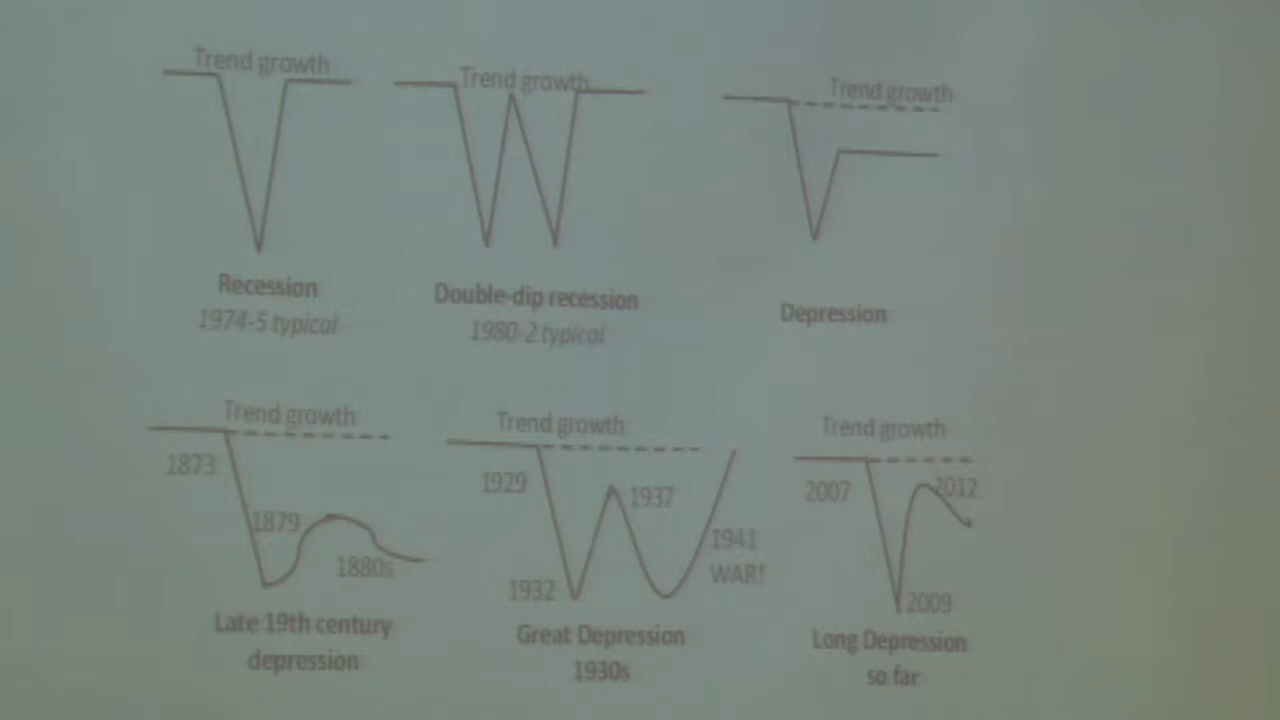 Trend growth
Trend growth
Trend growth
Recession
1974-5 typical
Double-dip recession
1980-2 typical
Depression
Trend growth
1873
1879
1880s
Late 19th century
depression
Trend growth
1929
1937
1932
1941
WAR!
Great Depression
1930s
Trend growth
2007
2012
2009
Long Depression
so far